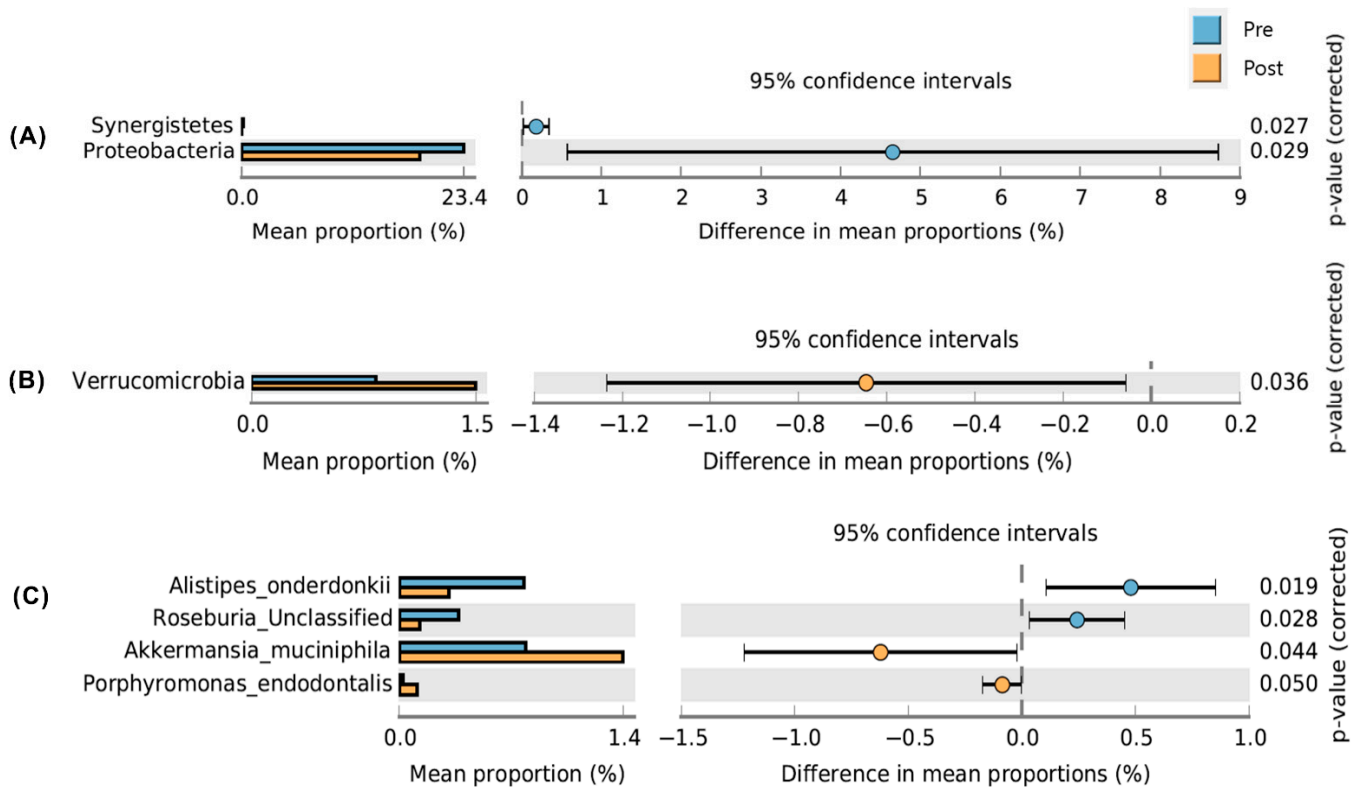 Pre
Post
95% confidence intervals
p-value (corrected)
(A)
Synergistetes
0.027
Proteobacteria
0.029
0.0 23.4 0 1 2 3 4 5 6 7 8 9
Mean proportion (%) Difference in mean proportions (%)
95% confidence intervals
p-value (corrected)
(B) Verrucomicrobia 0.036
0.0 1.5 −1.4 −1.2 −1.0 −0.8 −0.6 −0.4 −0.2 0.0 0.2
Mean proportion (%) Difference in mean proportions (%)
95% confidence intervals
p-value (corrected)
(C)
Alistipes_onderdonkii 0.019
Roseburia_Unclassified 0.028
Akkermansia_muciniphila 0.044
Porphyromonas_endodontalis 0.050
0.0 1.4 −1.5 −1.0 −0.5 0.0 0.5 1.0
Mean proportion (%) Difference in mean proportions (%)